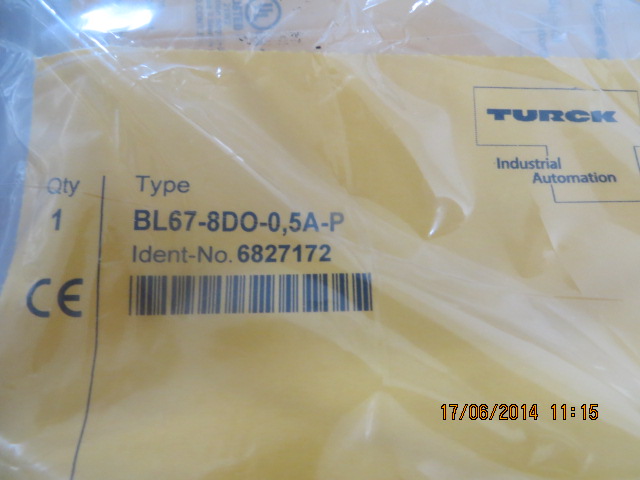 TURCK
Industrial
Automation
Qty
Type
1
BL67-8DO-0,5A-P
Ident-No. 6827172
CE
17/06/2014 11:15